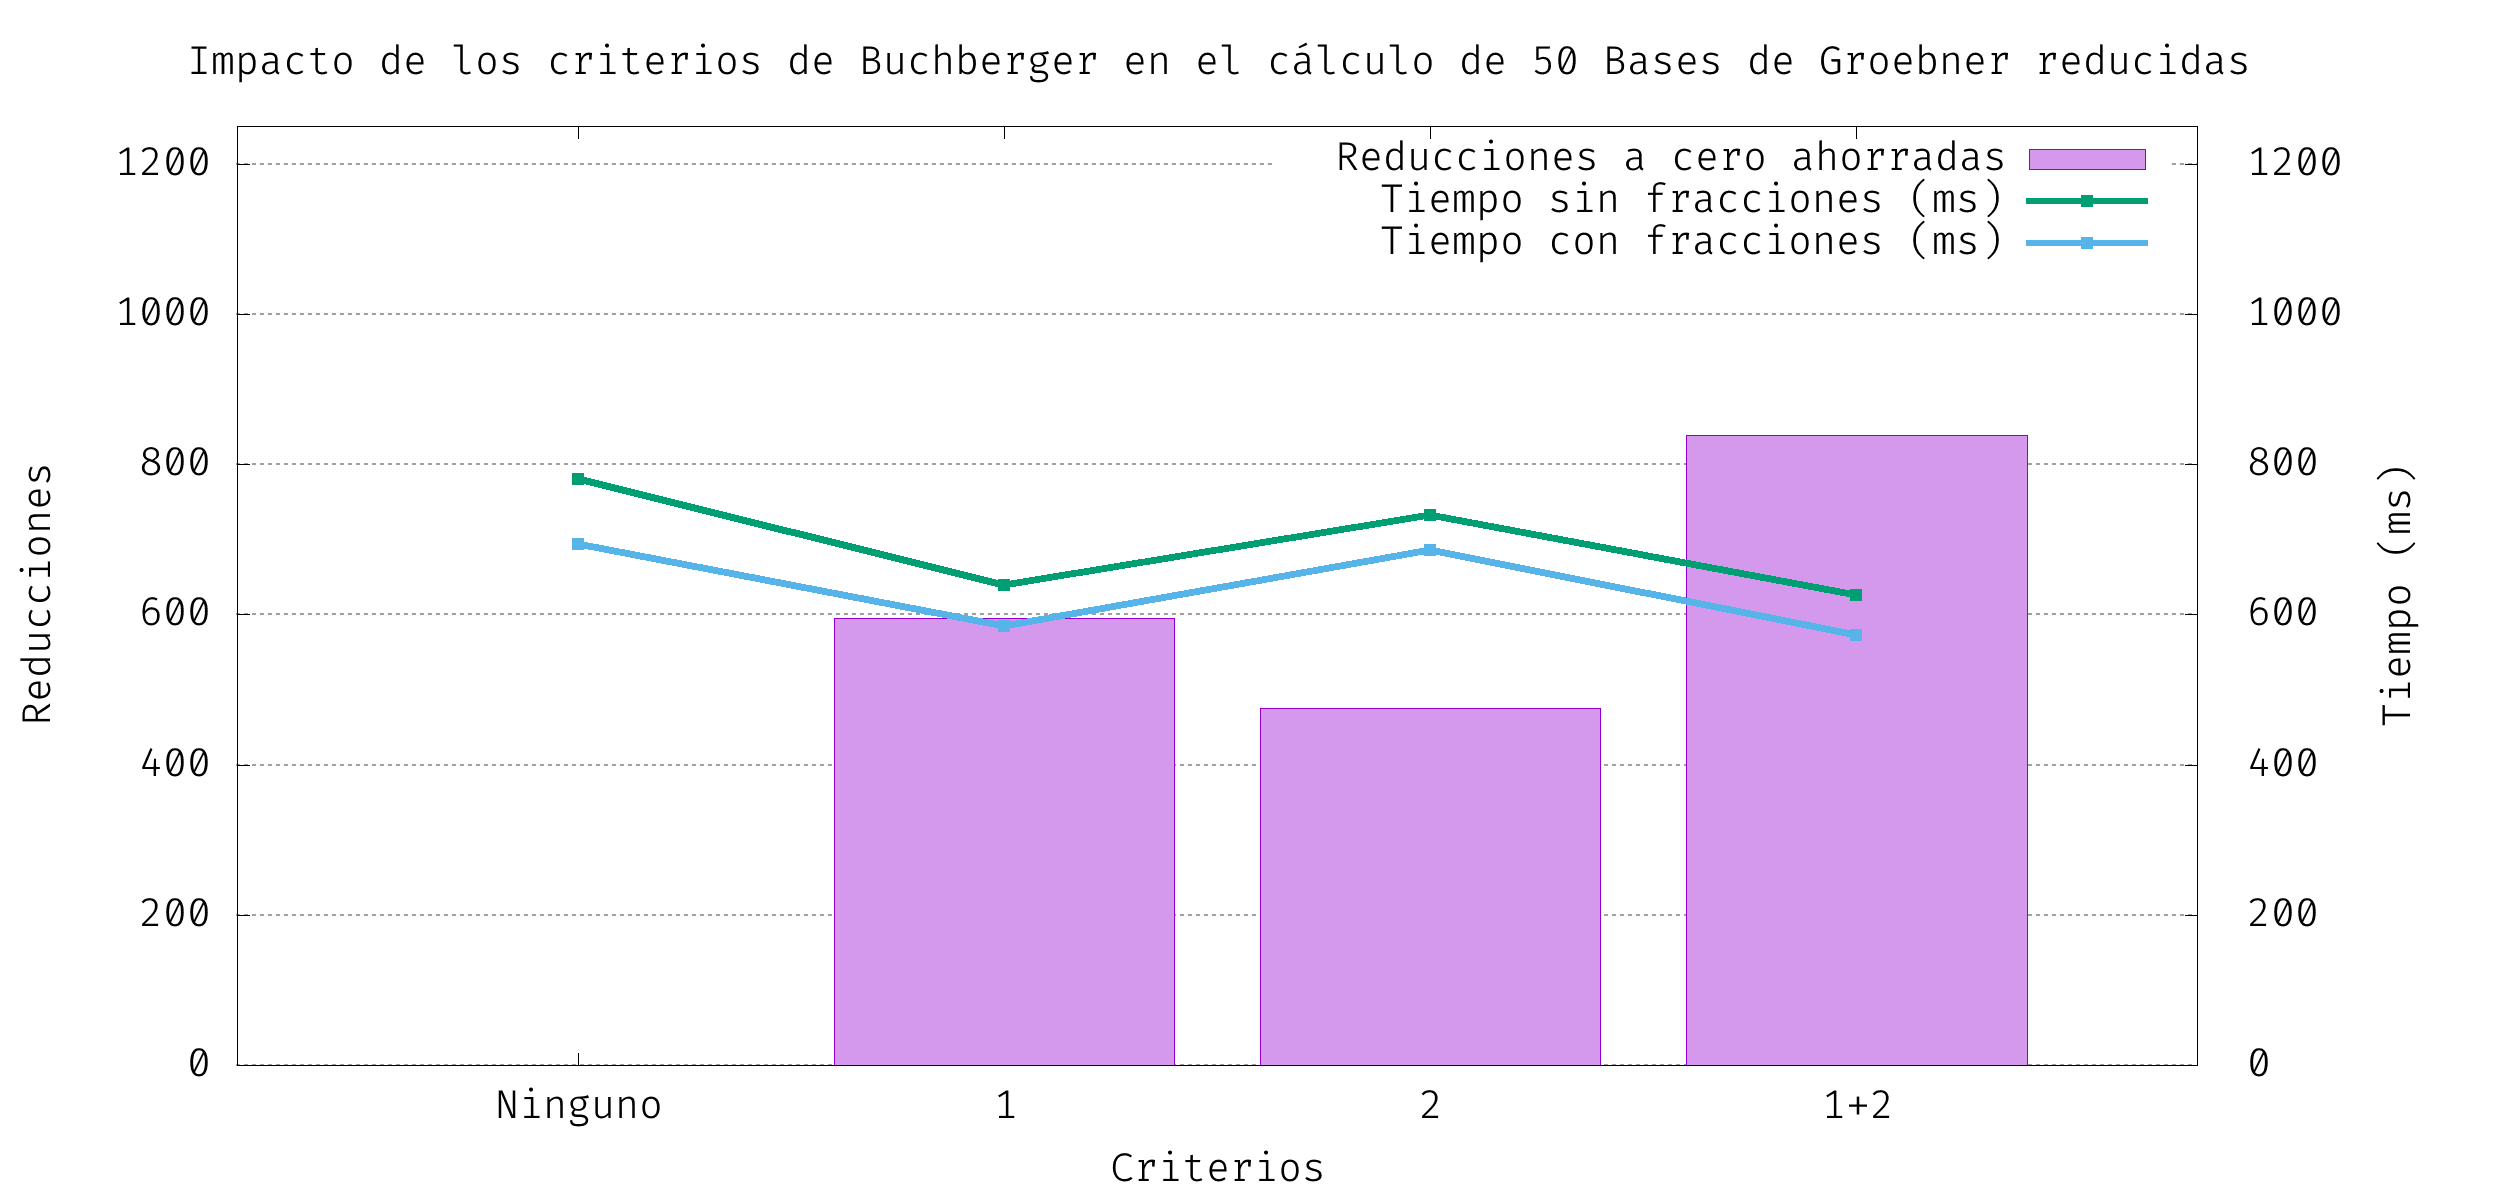 Impacto de los criterios de Buchberger en el cálculo de 50 Bases de Groebner reducidas
Reducciones a cero ahorradas
Tiempo sin fracciones (ms)
Tiempo con fracciones (ms)
Reducciones
1200
1000
800
600
400
200
0
1200
1000
800
600
400
200
0
Tiempo (ms)
Ninguno 1 2 1+2
Criterios